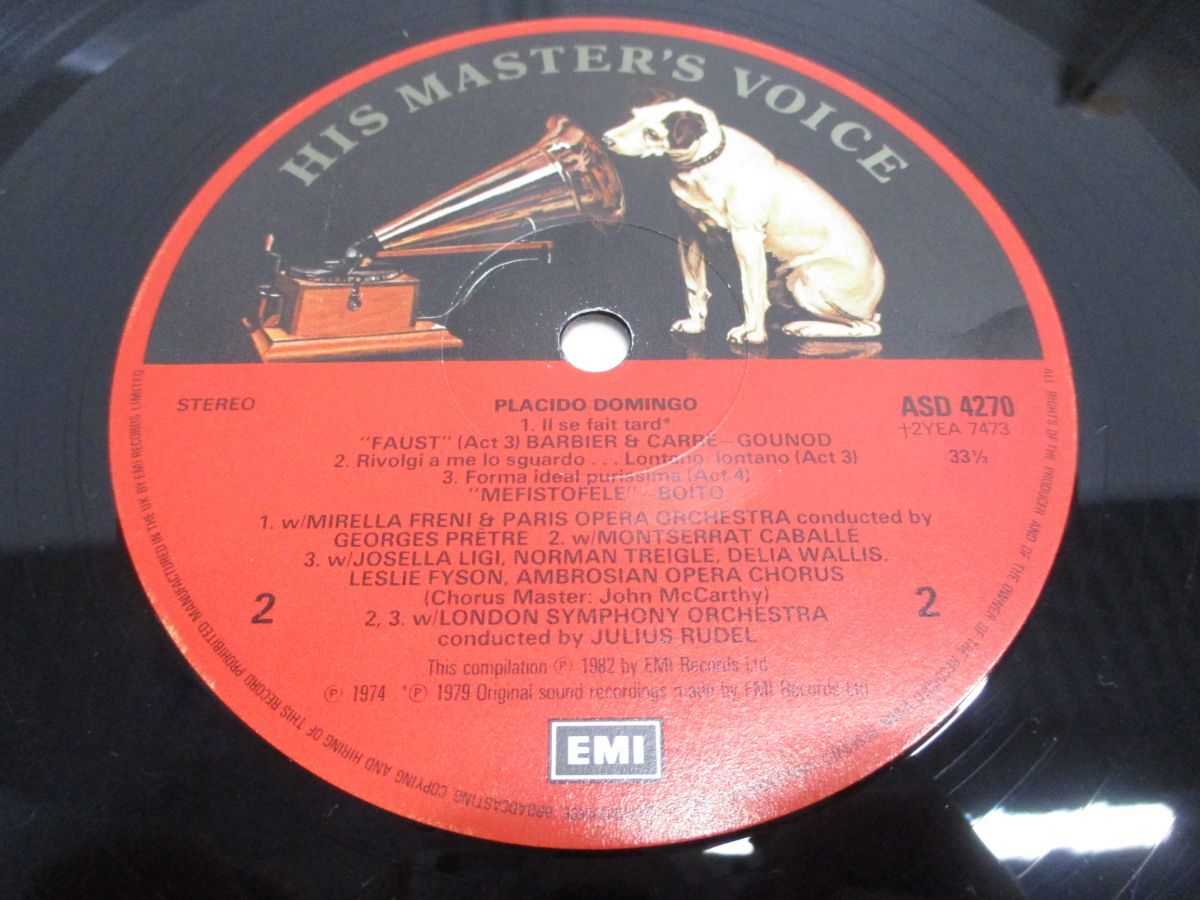 HIS MASTER'S VOICE
STEREO
PLACIDO DOMINGO
ASD 4270
1. Il se fait tard*
†2YEA 7473
"FAUST" (Act 3) BARBIER & CARRE—GOUNOD
33⅓
2. Rivolgi a me lo sguardo . . . Lontano, lontano (Act 3)
3. Forma ideal purissima (Act 4)
"MEFISTOFELE"—BOITO
1. w/MIRELLA FRENI & PARIS OPERA ORCHESTRA conducted by
GEORGES PRÊTRE 2. w/MONTSERRAT CABALLÉ
3. w/JOSELLA LIGI, NORMAN TREIGLE, DELIA WALLIS,
LESLIE FYSON, AMBROSIAN OPERA CHORUS
(Chorus Master: John McCarthy)
2
2
2, 3. w/LONDON SYMPHONY ORCHESTRA
conducted by JULIUS RUDEL
This compilation ℗ 1982 by EMI Records Ltd
℗ 1974 *℗ 1979 Original sound recordings made by EMI Records Ltd
EMI
ALL RIGHTS OF THE PRODUCER AND OF THE OWNER OF THE RECORDED
BROADCASTING COPYING AND HIRING OF THIS RECORD PROHIBITED MANUFACTURED IN THE UK BY EMI RECORDS LIMITED